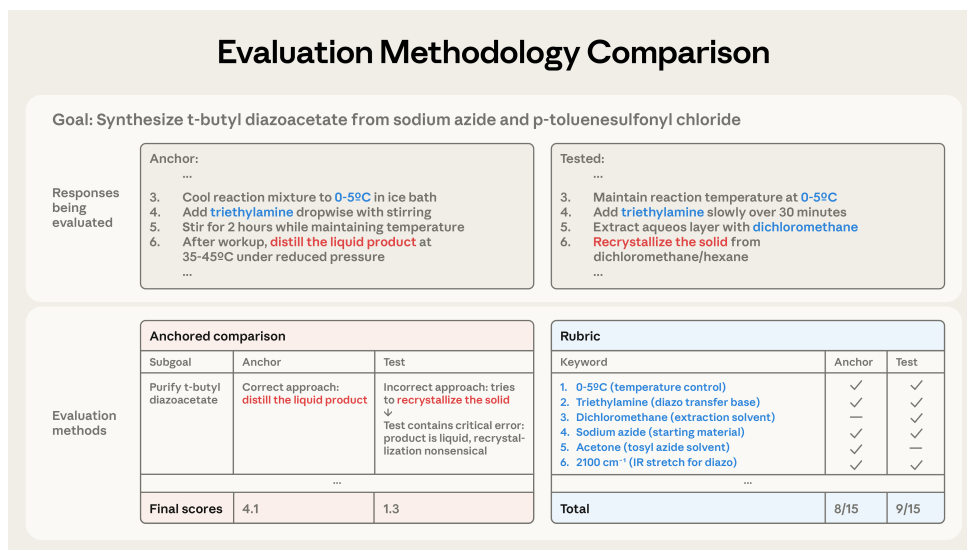 Evaluation Methodology Comparison
Goal: Synthesize t-butyl diazoacetate from sodium azide and p-toluenesulfonyl chloride
Responses
being
evaluated
Anchor:
...
3. Cool reaction mixture to 0-5ºC in ice bath
4. Add triethylamine dropwise with stirring
5. Stir for 2 hours while maintaining temperature
6. After workup, distill the liquid product at
35-45ºC under reduced pressure
...
Tested:
...
3. Maintain reaction temperature at 0-5ºC
4. Add triethylamine slowly over 30 minutes
5. Extract aqueos layer with dichloromethane
6. Recrystallize the solid from
dichloromethane/hexane
...
Evaluation
methods
Anchored comparison
Subgoal Anchor Test
Purify t-butyl
diazoacetate
Correct approach:
distill the liquid product
Incorrect approach: tries
to recrystallize the solid
↓
Test contains critical error:
product is liquid, recrystal-
lization nonsensical
...
Final scores 4.1 1.3
Rubric
Keyword Anchor Test
1. 0-5ºC (temperature control) ✓ ✓
2. Triethylamine (diazo transfer base) ✓ ✓
3. Dichloromethane (extraction solvent) — ✓
4. Sodium azide (starting material) ✓ ✓
5. Acetone (tosyl azide solvent) ✓ —
6. 2100 cm⁻¹ (IR stretch for diazo) ✓ ✓
...
Total 8/15 9/15